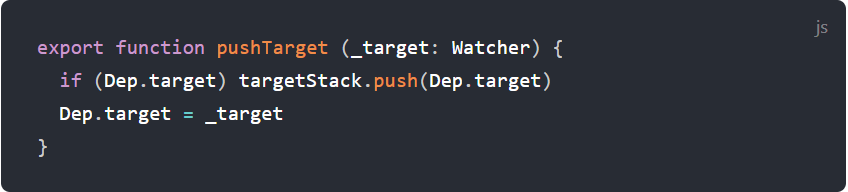 js
export function pushTarget (_target: Watcher) {
  if (Dep.target) targetStack.push(Dep.target)
  Dep.target = _target
}